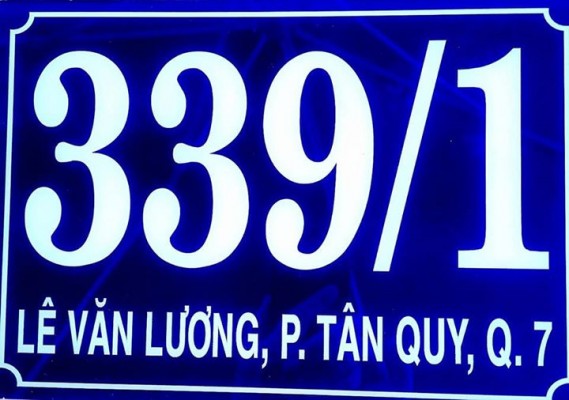 339/1
LÊ VĂN LƯƠNG, P. TÂN QUY, Q. 7